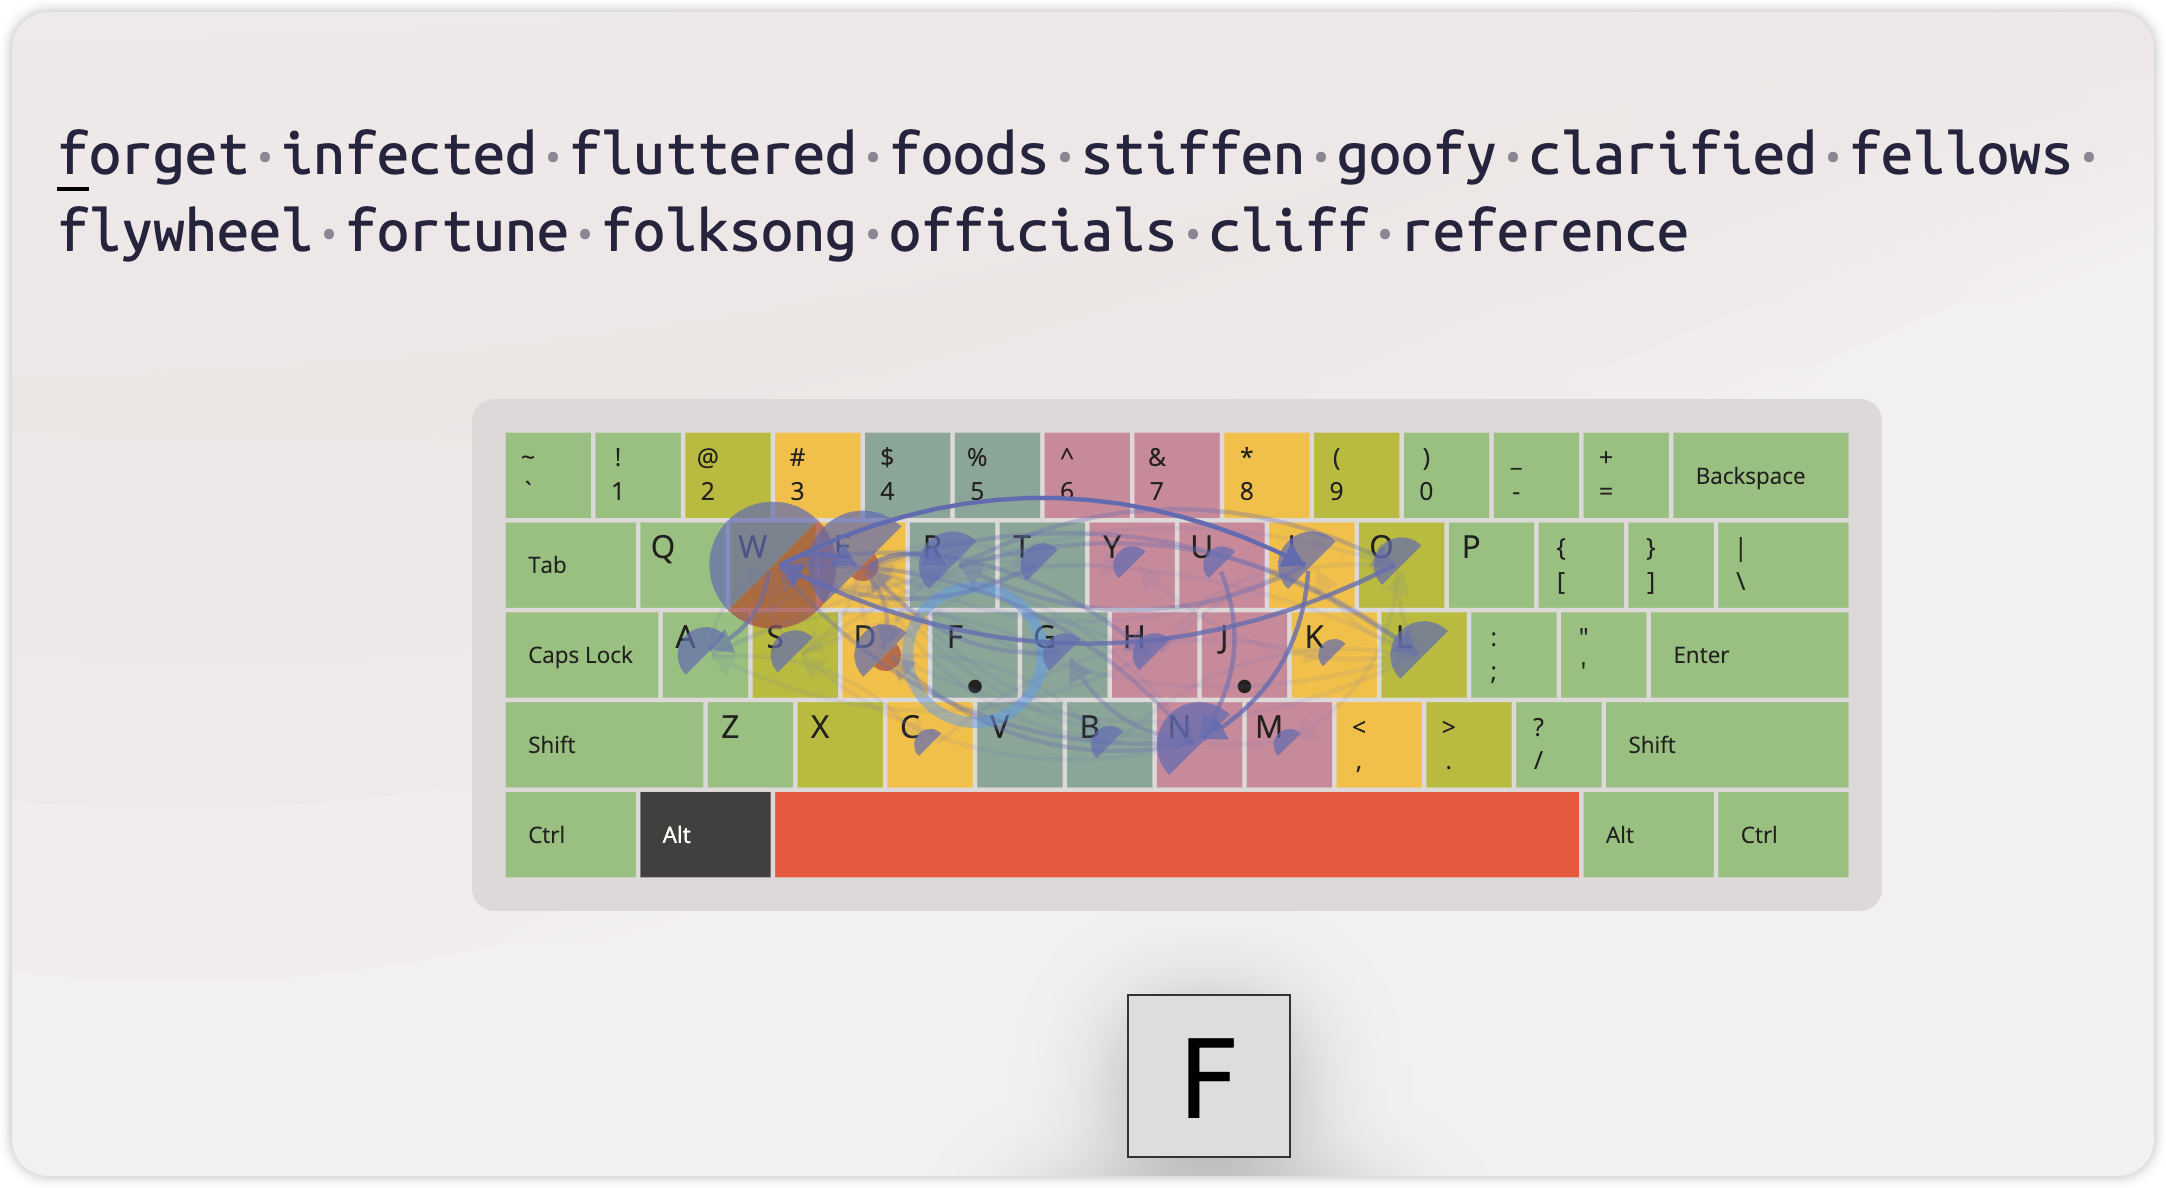 forget·infected·fluttered·foods·stiffen·goofy·clarified·fellows·
flywheel·fortune·folksong·officials·cliff·reference
~ ! @ # $ % ^ & * ( ) _ +
` 1 2 3 4 5 6 7 8 9 0 - = Backspace
Tab Q W E R T Y U I O P { } |
[ ] \
Caps Lock A S D F G H J K L : " Enter
; '
Shift Z X C V B N M < > ? Shift
, . /
Ctrl Alt Alt Ctrl
F